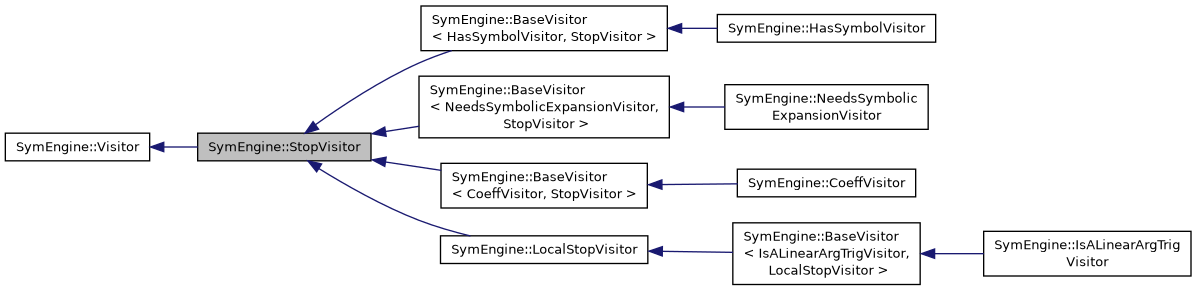 SymEngine::Visitor
SymEngine::StopVisitor
SymEngine::BaseVisitor
< HasSymbolVisitor, StopVisitor >
SymEngine::HasSymbolVisitor
SymEngine::BaseVisitor
< NeedsSymbolicExpansionVisitor,
StopVisitor >
SymEngine::NeedsSymbolic
ExpansionVisitor
SymEngine::BaseVisitor
< CoeffVisitor, StopVisitor >
SymEngine::CoeffVisitor
SymEngine::LocalStopVisitor
SymEngine::BaseVisitor
< IsALinearArgTrigVisitor,
LocalStopVisitor >
SymEngine::IsALinearArgTrig
Visitor